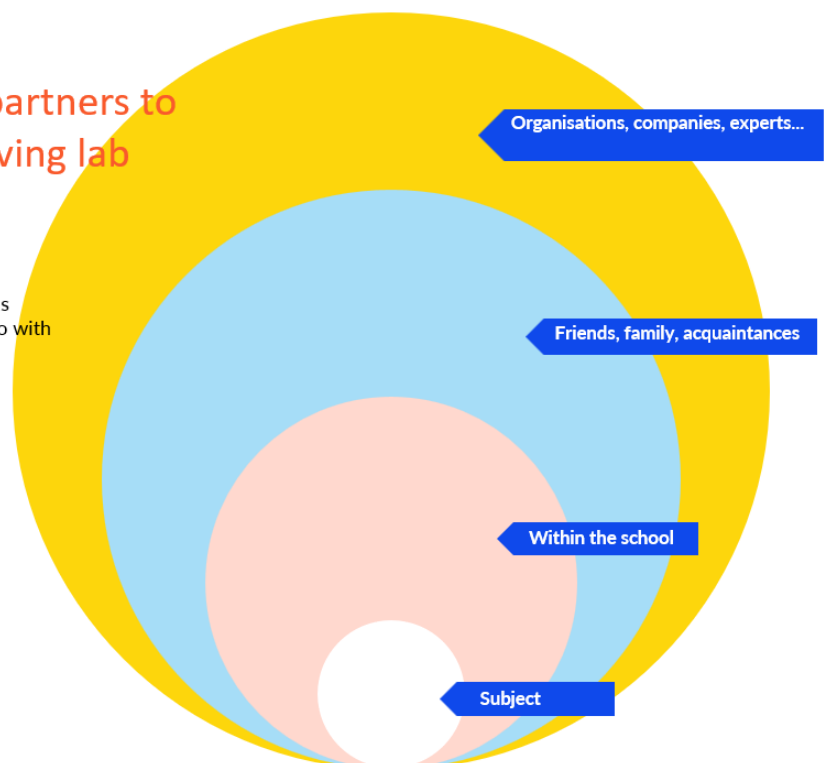 partners to
ving lab
Organisations, companies, experts...
s
o with
Friends, family, acquaintances
Within the school
Subject